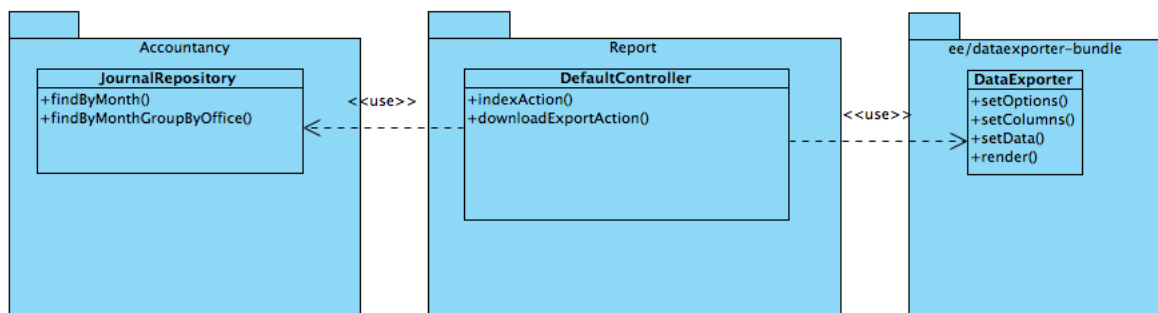 Accountancy
JournalRepository
+findByMonth()
+findByMonthGroupByOffice()
<<use>>
Report
DefaultController
+indexAction()
+downloadExportAction()
<<use>>
ee/dataexporter-bundle
DataExporter
+setOptions()
+setColumns()
+setData()
+render()